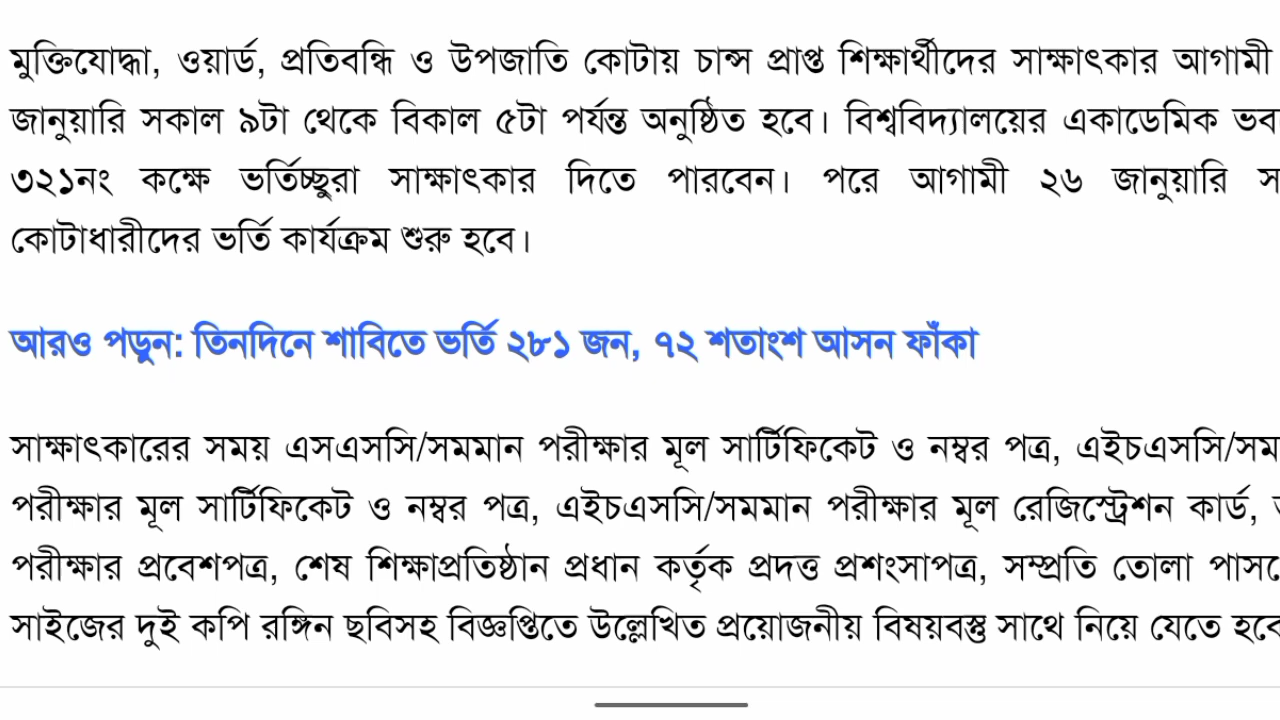 মুক্তিযোদ্ধা, ওয়ার্ড, প্রতিবন্ধি ও উপজাতি কোটায় চান্স প্রাপ্ত শিক্ষার্থীদের সাক্ষাৎকার আগামী
জানুয়ারি সকাল ৯টা থেকে বিকাল ৫টা পর্যন্ত অনুষ্ঠিত হবে। বিশ্ববিদ্যালয়ের একাডেমিক
৩২১নং কক্ষে ভর্তিচ্ছুরা সাক্ষাৎকার দিতে পারবেন। পরে আগামী ২৬ জানুয়ারি
কোটাধারীদের ভর্তি কার্যক্রম শুরু হবে।
আরও পড়ুন: তিনদিনে শাবিতে ভর্তি ২৮১ জন, ৭২ শতাংশ আসন ফাঁকা
সাক্ষাৎকারের সময় এসএসসি/সমমান পরীক্ষার মূল সার্টিফিকেট ও নম্বর পত্র, এইচএসসি/সম
পরীক্ষার মূল সার্টিফিকেট ও নম্বর পত্র, এইচএসসি/সমমান পরীক্ষার মূল রেজিস্ট্রেশন কার্ড,
পরীক্ষার প্রবেশপত্র, শেষ শিক্ষাপ্রতিষ্ঠান প্রধান কর্তৃক প্রদত্ত প্রশংসাপত্র, সম্প্রতি তোলা
সাইজের দুই কপি রঙ্গিন ছবিসহ বিজ্ঞপ্তিতে উল্লেখিত প্রয়োজনীয় বিষয়বস্তু সাথে নিয়ে যেতে হবে